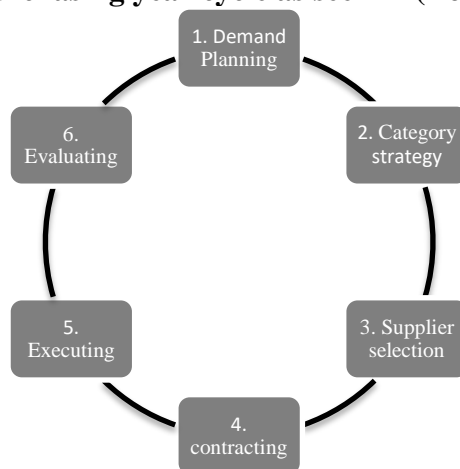 1. Demand
Planning
2. Category
strategy
3. Supplier
selection
4.
contracting
5.
Executing
6.
Evaluating